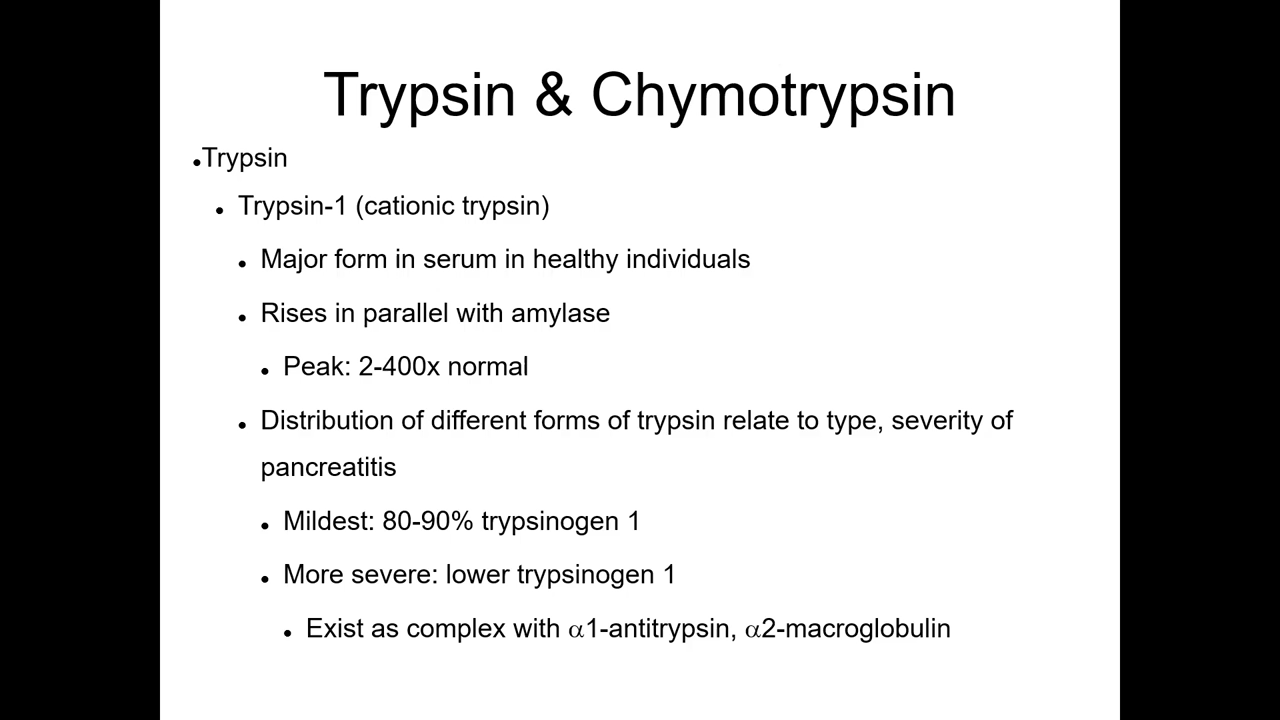 Trypsin & Chymotrypsin
•Trypsin
• Trypsin-1 (cationic trypsin)
• Major form in serum in healthy individuals
• Rises in parallel with amylase
• Peak: 2-400x normal
• Distribution of different forms of trypsin relate to type, severity of
pancreatitis
• Mildest: 80-90% trypsinogen 1
• More severe: lower trypsinogen 1
• Exist as complex with α1-antitrypsin, α2-macroglobulin